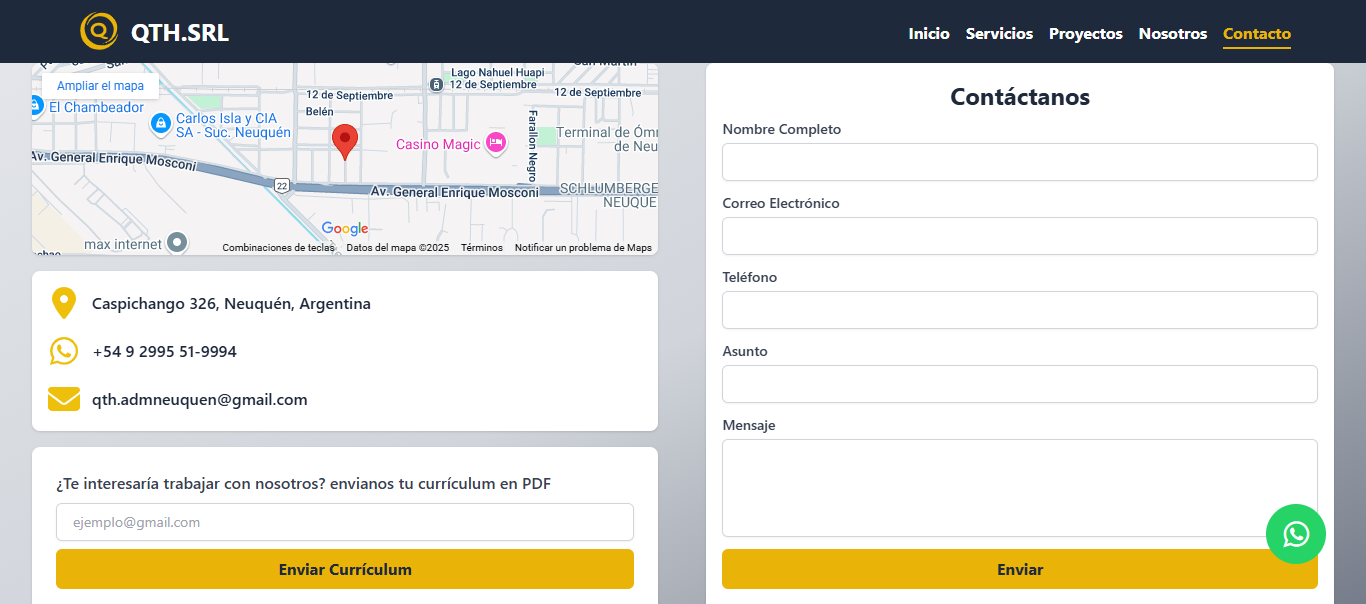 QTH.SRL
Inicio
Servicios
Proyectos
Nosotros
Contacto
Ampliar el mapa
El Chambeador
Carlos Isla y CIA
SA - Suc. Neuquén
12 de Septiembre
Belén
Lago Nahuel Huapi
12 de Septiembre
12 de Septiembre
Farallon Negro
Casino Magic
Terminal de Óm
de Neu
Av. General Enrique Mosconi
22
Av. General Enrique Mosconi
SCHLUMBERGE
NEUQUE
max internet
Google
Combinaciones de teclas
Datos del mapa ©2025
Términos
Notificar un problema de Maps
Caspichango 326, Neuquén, Argentina
+54 9 2995 51-9994
qth.admneuquen@gmail.com
¿Te interesaría trabajar con nosotros? envianos tu currículum en PDF
ejemplo@gmail.com
Enviar Currículum
Contáctanos
Nombre Completo
Correo Electrónico
Teléfono
Asunto
Mensaje
Enviar